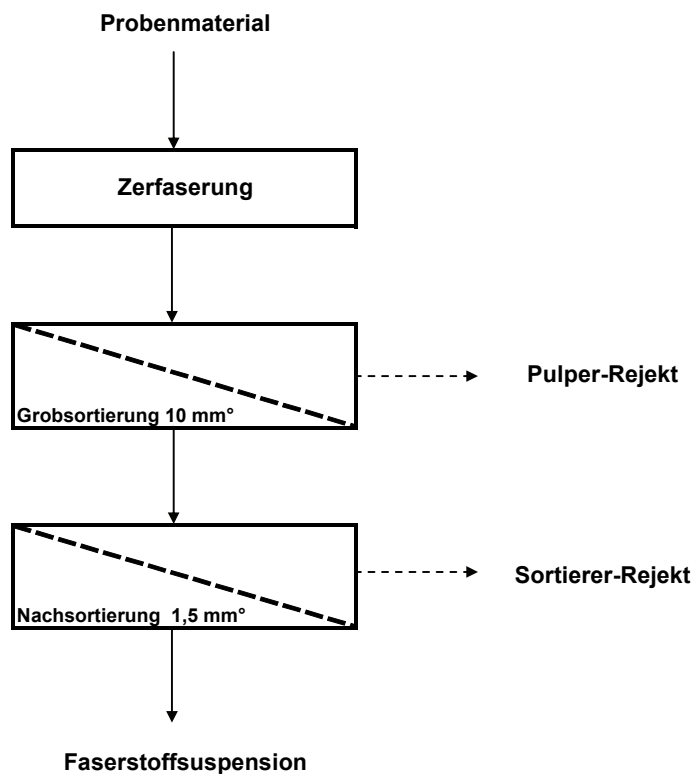 Probenmaterial
Zerfaserung
Grobsortierung 10 mm°
Pulper-Rejekt
Nachsortierung 1,5 mm°
Sortierer-Rejekt
Faserstoffsuspension